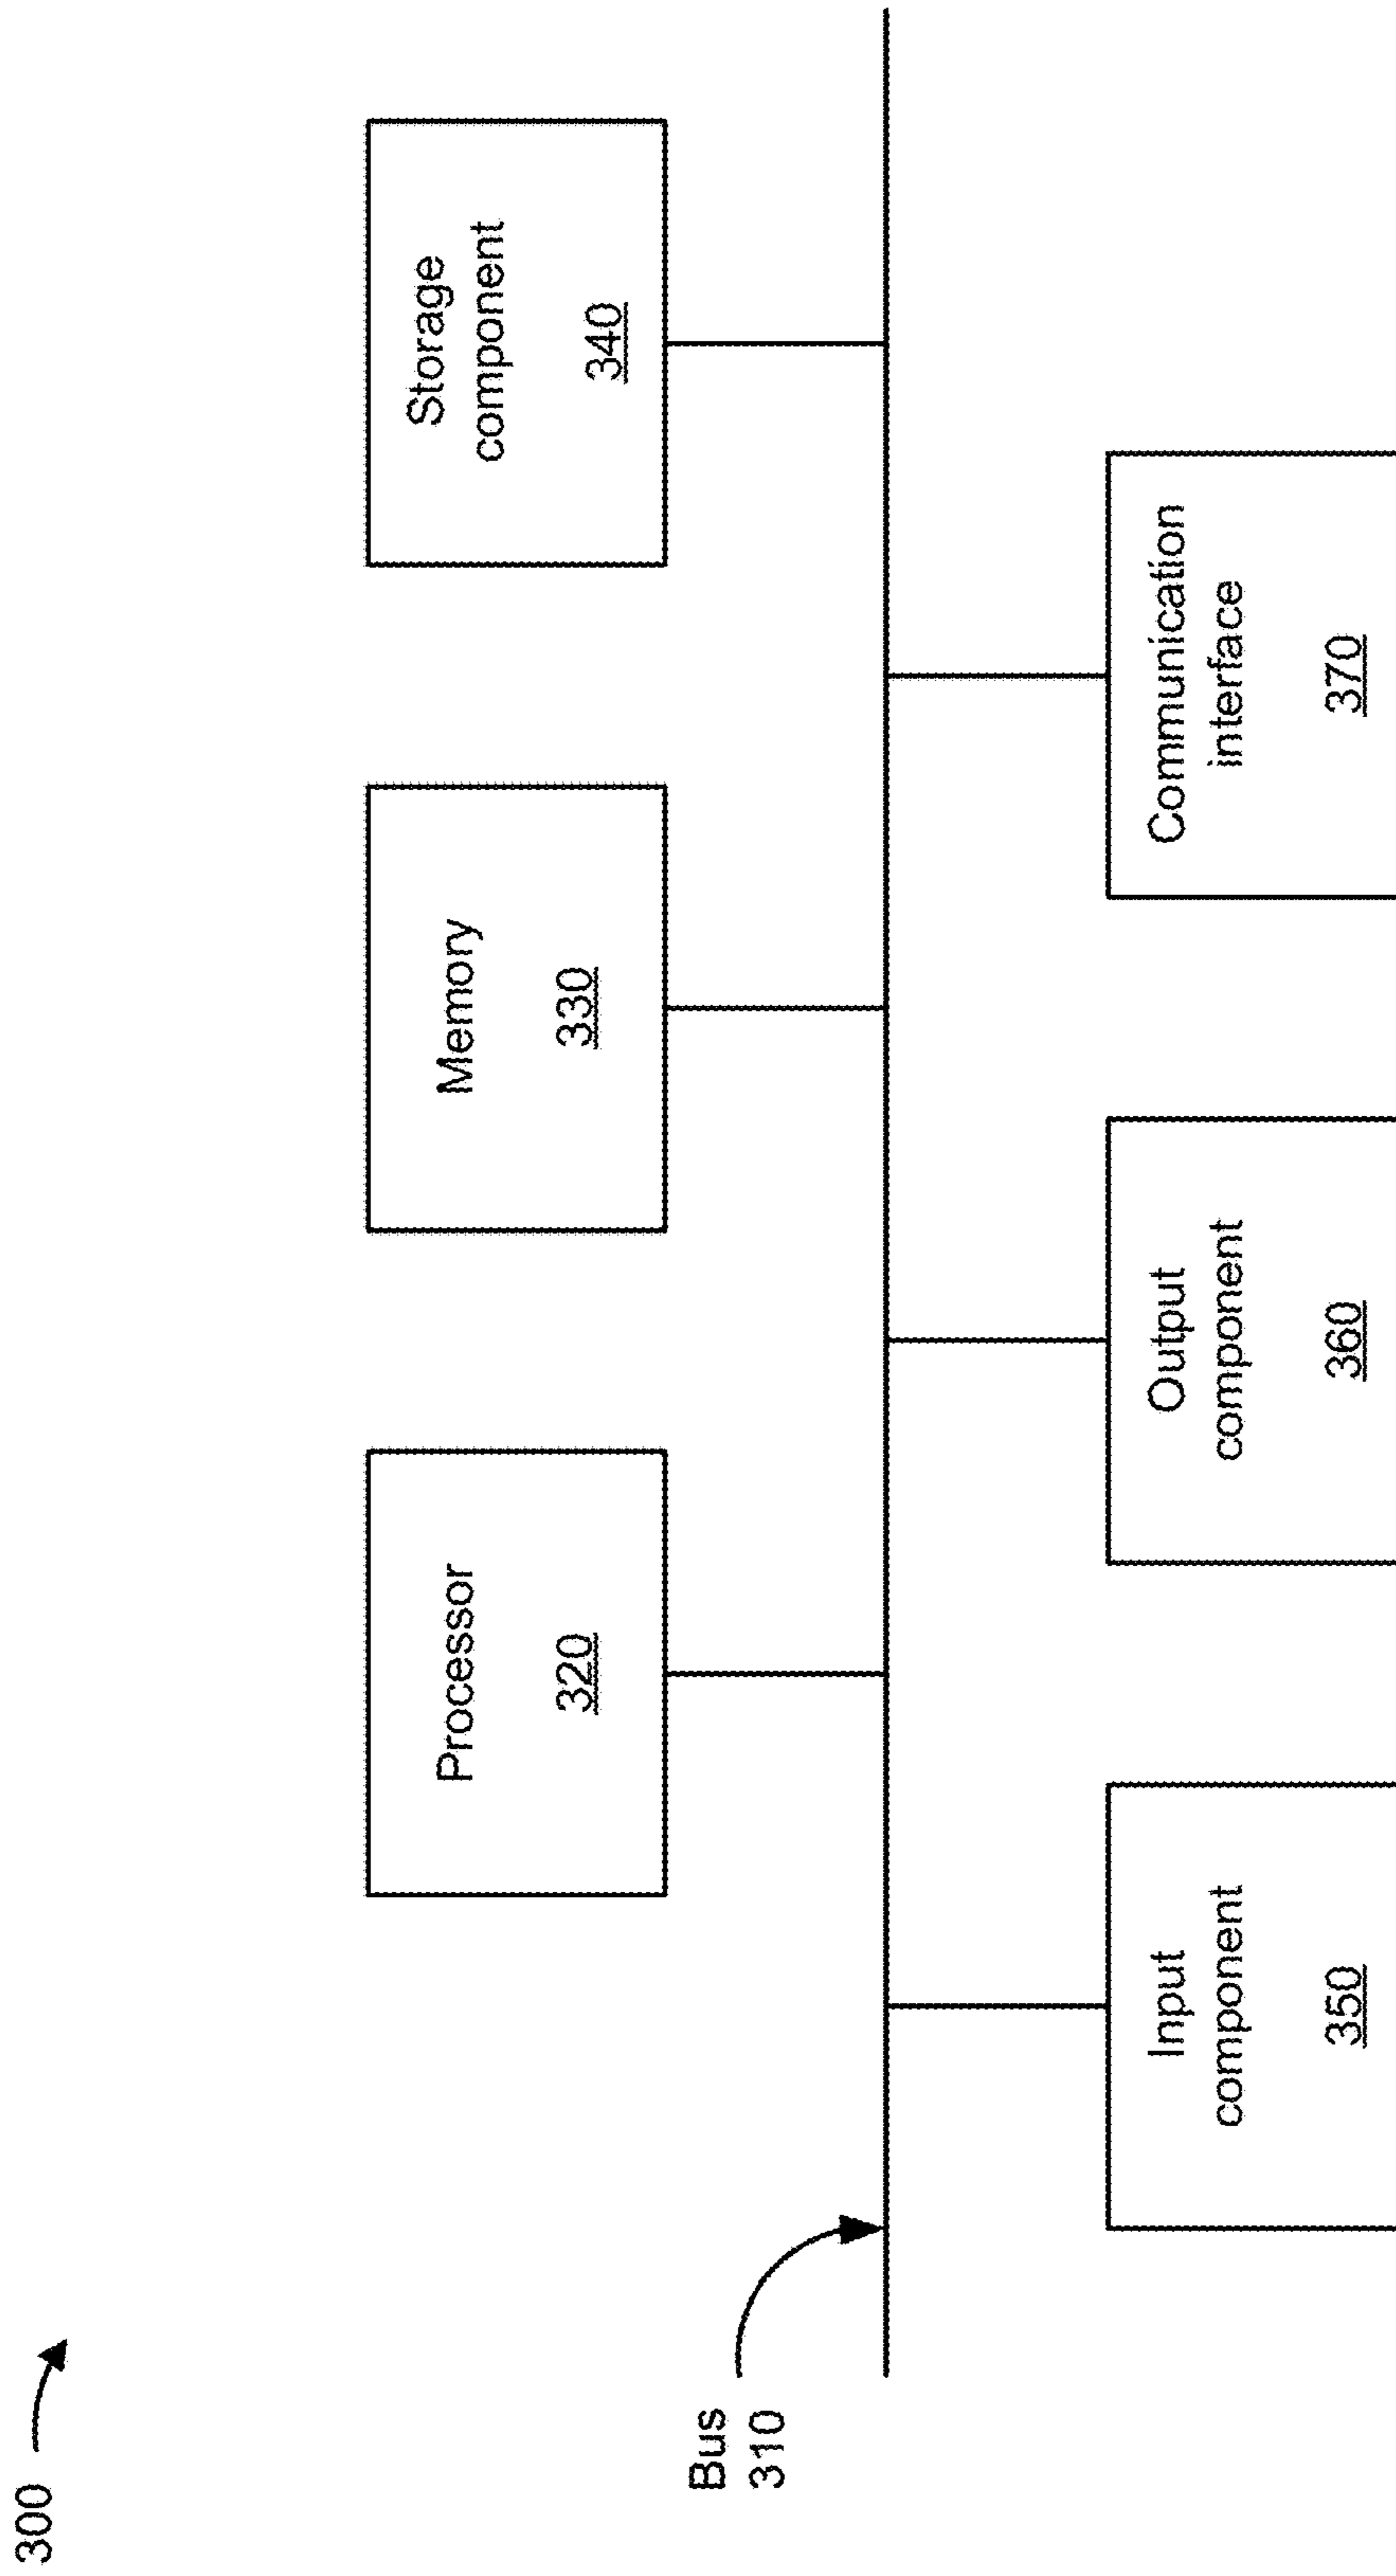 300
Bus
310
Processor
320
Memory
330
Storage
component
340
Input
component
350
Output
component
360
Communication
interface
370